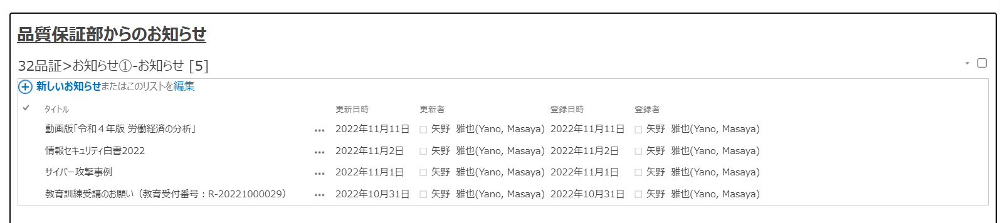 品質保証部からのお知らせ
32品証>お知らせ①-お知らせ [5]
新しいお知らせまたはこのリストを編集
タイトル 更新日時 更新者 登録日時 登録者
動画版「令和４年版 労働経済の分析」 ••• 2022年11月11日 矢野 雅也(Yano, Masaya) 2022年11月11日 矢野 雅也(Yano, Masaya)
情報セキュリティ白書2022 ••• 2022年11月2日 矢野 雅也(Yano, Masaya) 2022年11月2日 矢野 雅也(Yano, Masaya)
サイバー攻撃事例 ••• 2022年11月1日 矢野 雅也(Yano, Masaya) 2022年11月1日 矢野 雅也(Yano, Masaya)
教育訓練受講のお願い（教育受付番号：R-20221000029） ••• 2022年10月31日 矢野 雅也(Yano, Masaya) 2022年10月31日 矢野 雅也(Yano, Masaya)